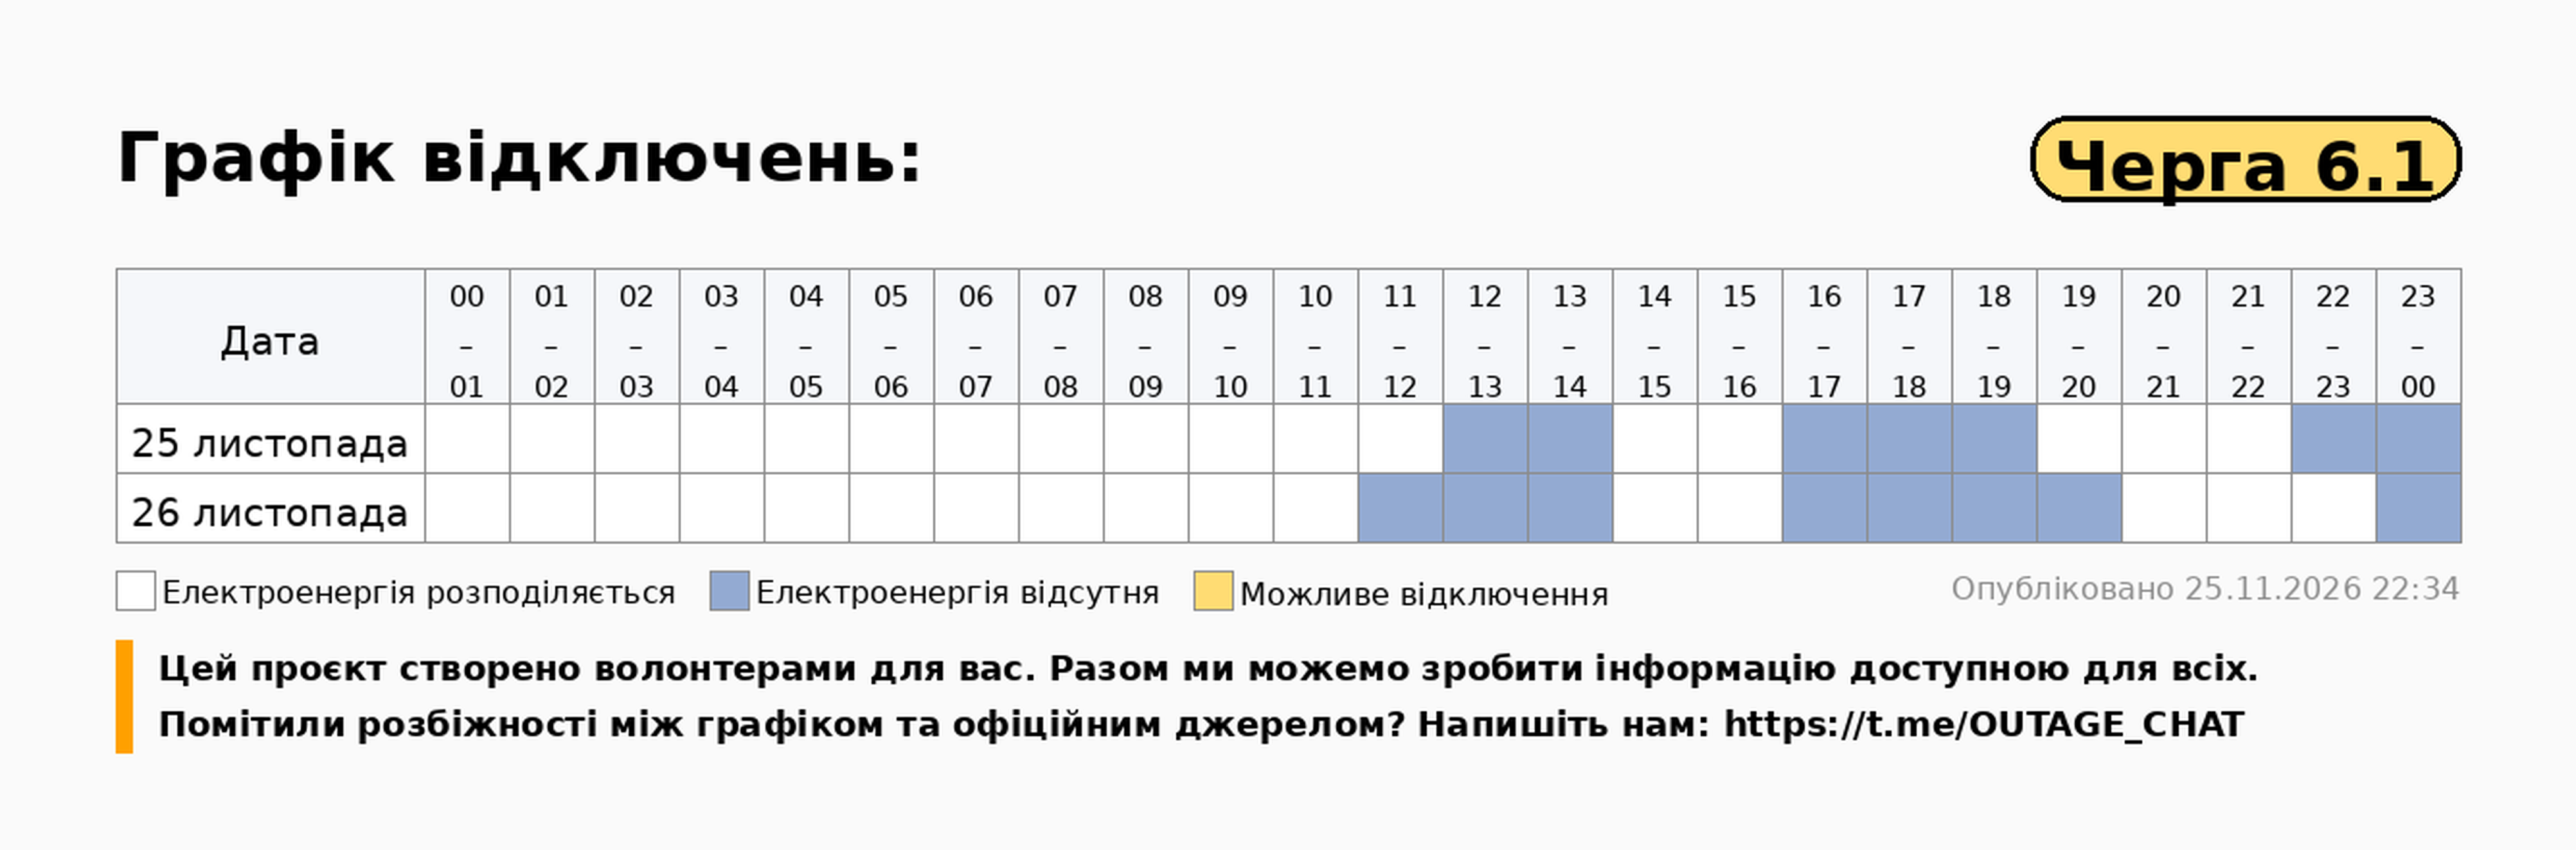 Графік відключень:
Черга 6.1
Дата 00 – 01 01 – 02 02 – 03 03 – 04 04 – 05 05 – 06 06 – 07 07 – 08 08 – 09 09 – 10 10 – 11 11 – 12 12 – 13 13 – 14 14 – 15 15 – 16 16 – 17 17 – 18 18 – 19 19 – 20 20 – 21 21 – 22 22 – 23 23 – 00
25 листопада
26 листопада
Електроенергія розподіляється Електроенергія відсутня Можливе відключення Опубліковано 25.11.2026 22:34
Цей проєкт створено волонтерами для вас. Разом ми можемо зробити інформацію доступною для всіх.
Помітили розбіжності між графіком та офіційним джерелом? Напишіть нам: https://t.me/OUTAGE_CHAT